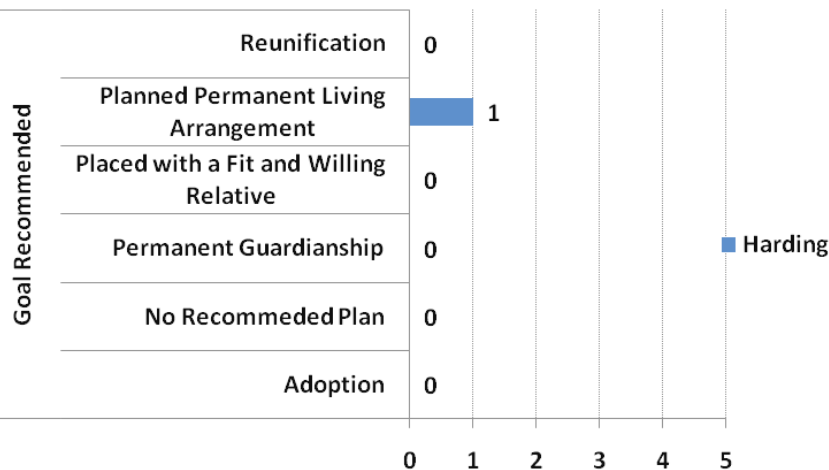 Goal Recommended
Reunification 0
Planned Permanent Living
Arrangement 1
Placed with a Fit and Willing
Relative 0
Permanent Guardianship 0
No Recommeded Plan 0
Adoption 0
0 1 2 3 4 5
Harding